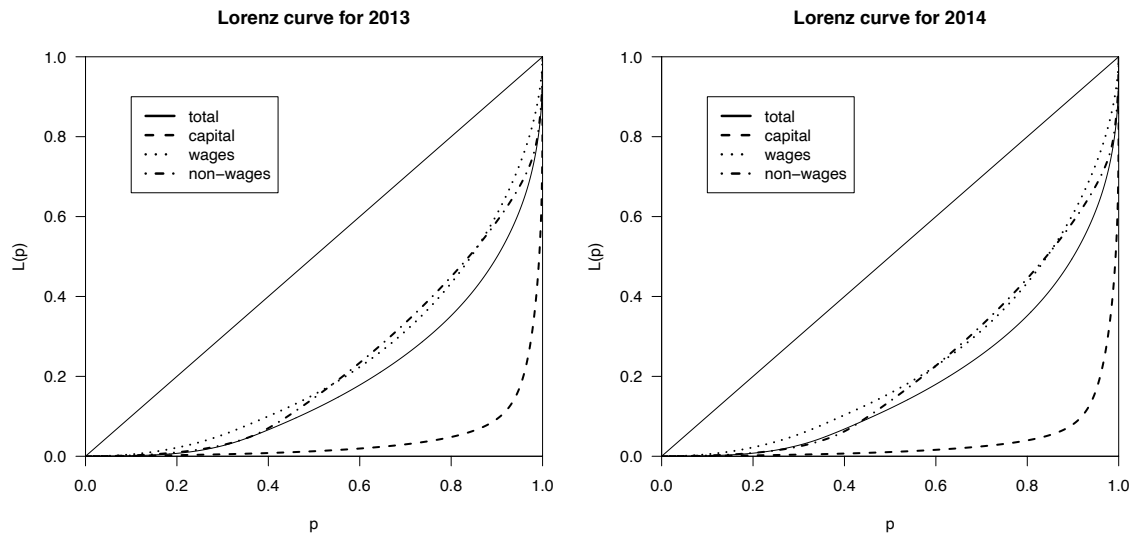 Lorenz curve for 2013
L(p)
1.0
0.8
0.6
0.4
0.2
0.0
total
capital
wages
non−wages
0.0 0.2 0.4 0.6 0.8 1.0
p
Lorenz curve for 2014
L(p)
1.0
0.8
0.6
0.4
0.2
0.0
total
capital
wages
non−wages
0.0 0.2 0.4 0.6 0.8 1.0
p